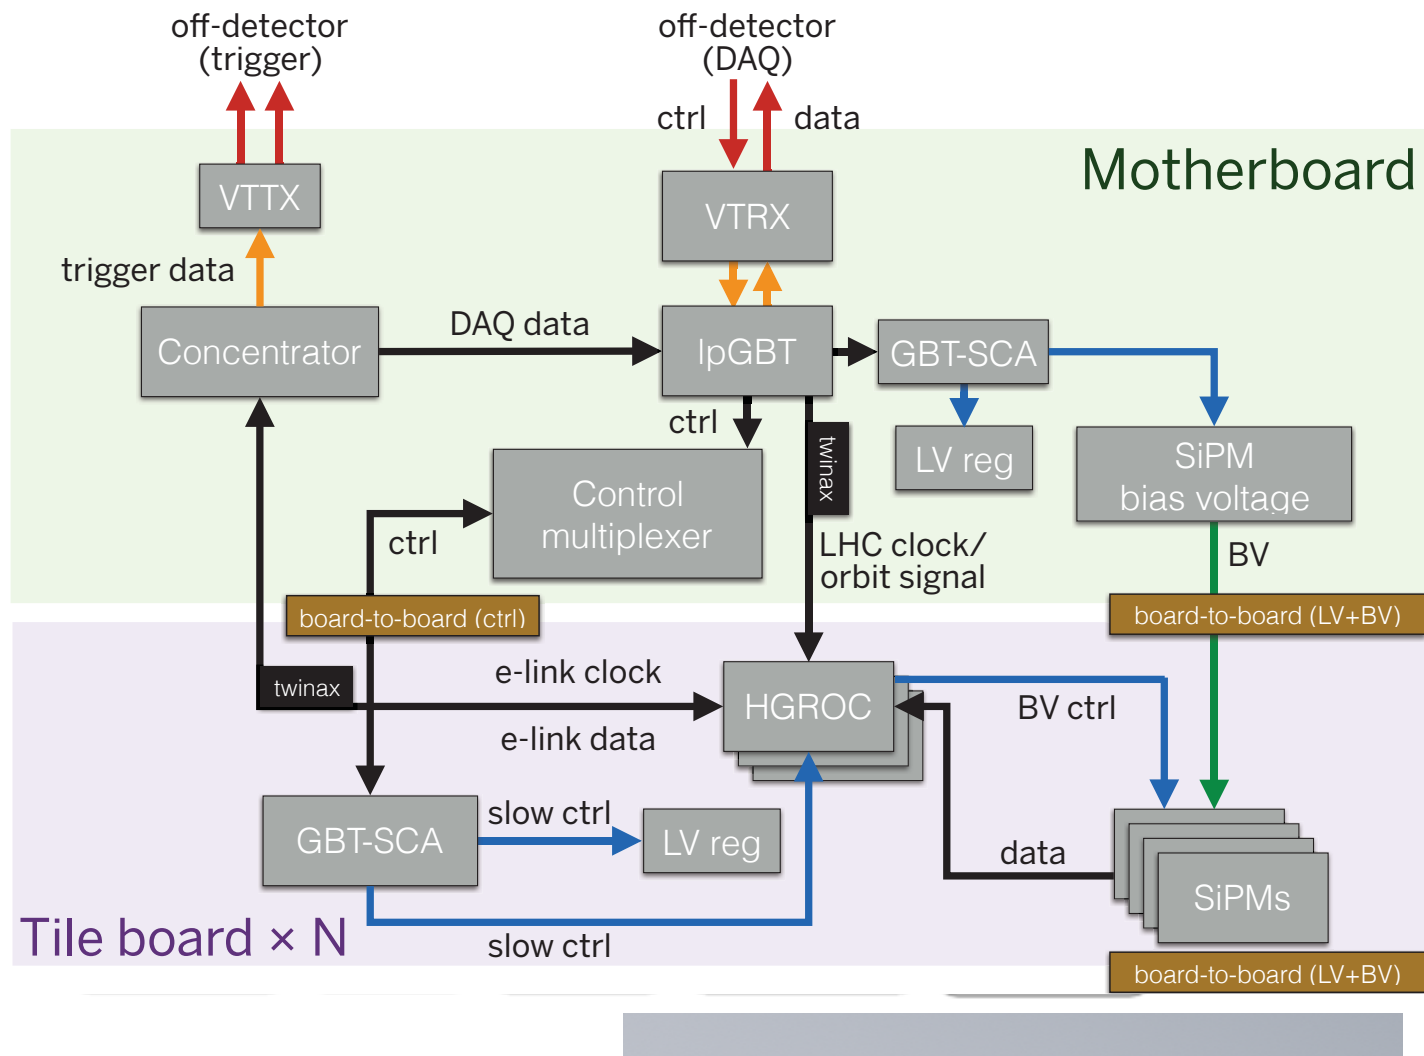 off-detector
(trigger)
off-detector
(DAQ)
ctrl
data
Motherboard
VTTX
VTRX
trigger data
DAQ data
Concentrator
lpGBT
GBT-SCA
ctrl
twinax
LV reg
SiPM
bias voltage
Control
multiplexer
ctrl
LHC clock/
orbit signal
BV
board-to-board (ctrl)
board-to-board (LV+BV)
twinax
e-link clock
HGROC
BV ctrl
e-link data
slow ctrl
GBT-SCA
LV reg
data
SiPMs
Tile board × N
slow ctrl
board-to-board (LV+BV)